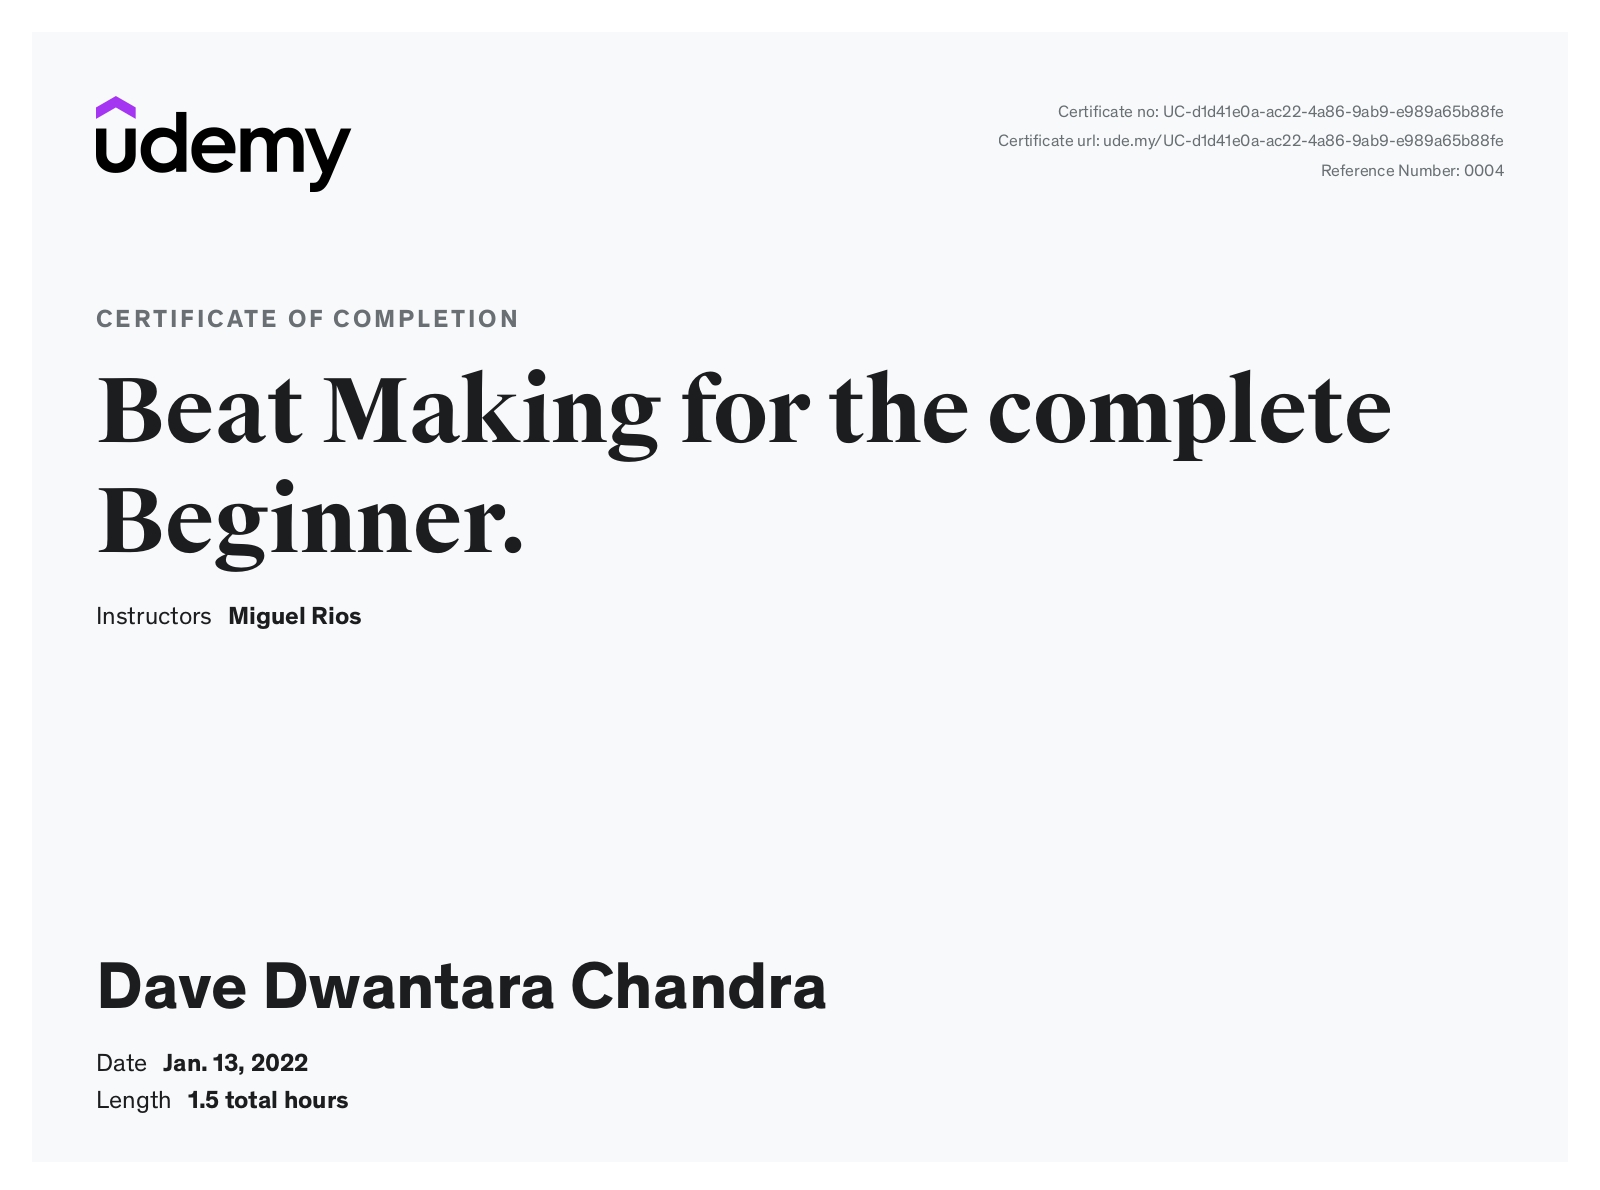 udemy
Certificate no: UC-d1d41e0a-ac22-4a86-9ab9-e989a65b88fe
Certificate url: ude.my/UC-d1d41e0a-ac22-4a86-9ab9-e989a65b88fe
Reference Number: 0004
CERTIFICATE OF COMPLETION
Beat Making for the complete
Beginner.
Instructors Miguel Rios
Dave Dwantara Chandra
Date Jan. 13, 2022
Length 1.5 total hours